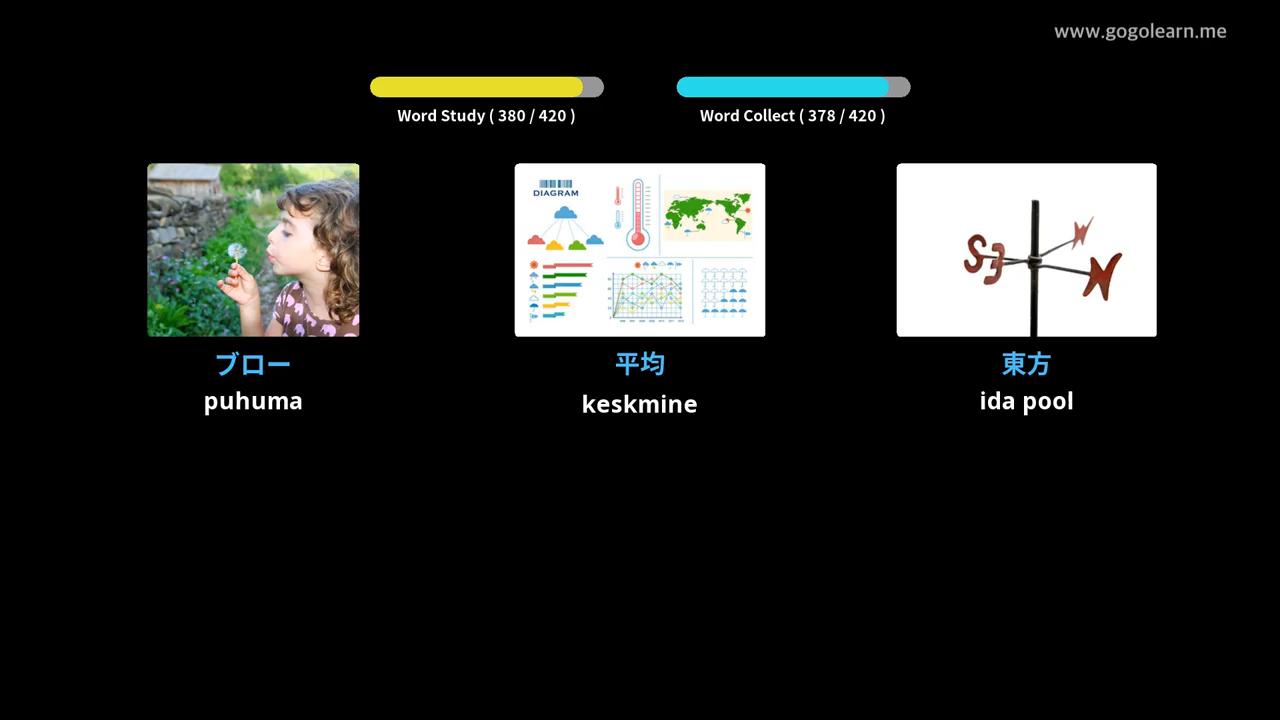 www.gogolearn.me
Word Study ( 380 / 420 )
Word Collect ( 378 / 420 )
DIAGRAM
S
E
N
ブロー
平均
東方
puhuma
keskmine
ida pool